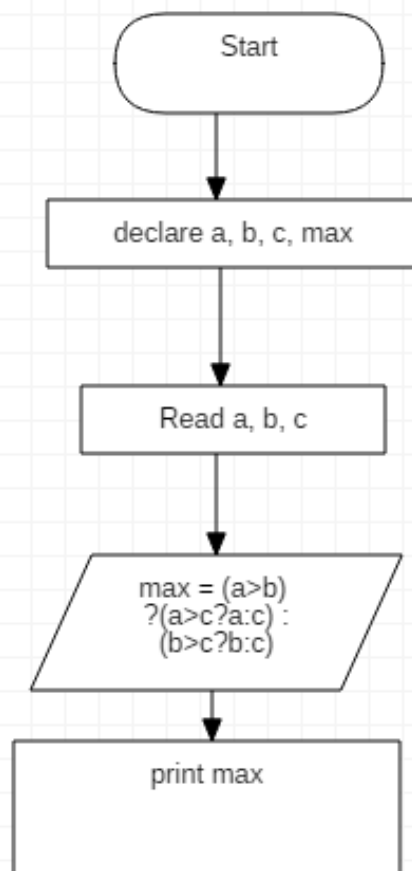 Start
declare a, b, c, max
Read a, b, c
max = (a>b)
?(a>c?a:c) :
(b>c?b:c)
print max